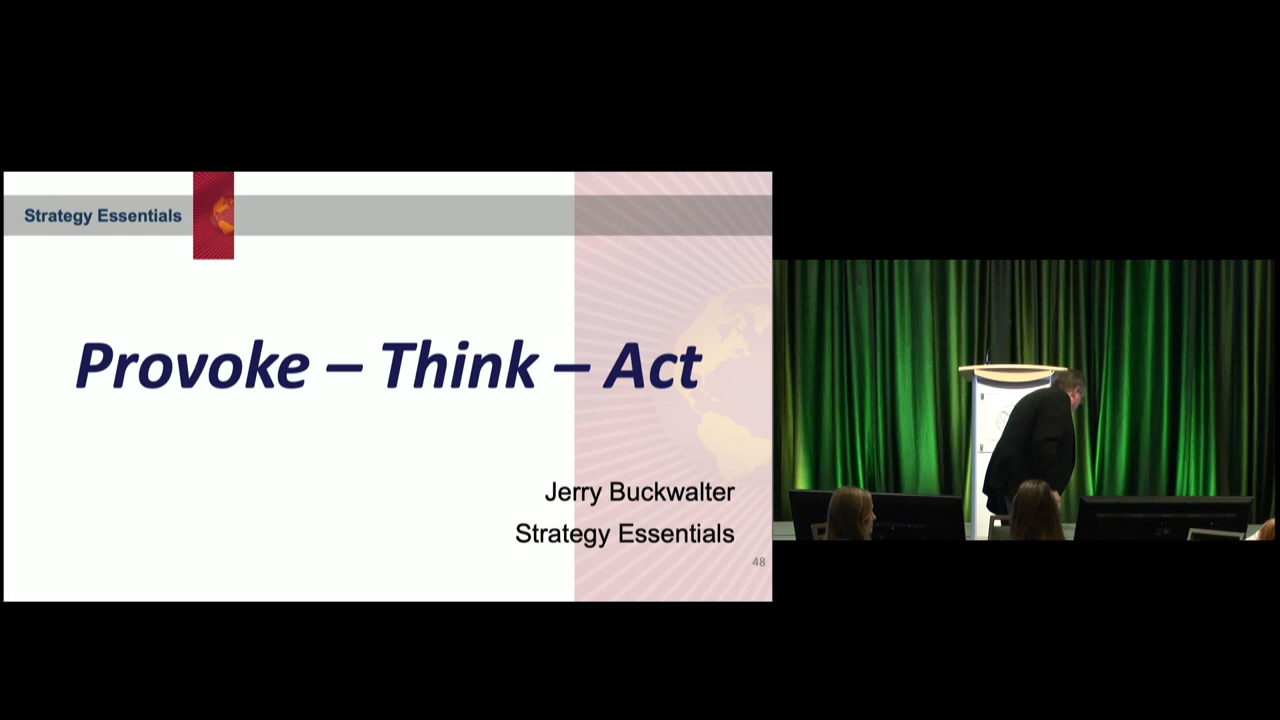 Strategy Essentials
Provoke – Think – Act
Jerry Buckwalter
Strategy Essentials
48